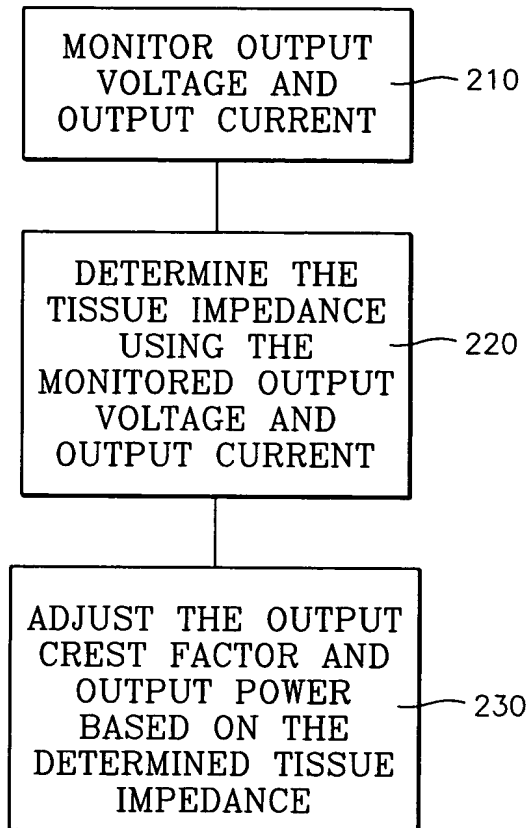 MONITOR OUTPUT
VOLTAGE AND
OUTPUT CURRENT
210
DETERMINE THE
TISSUE IMPEDANCE
USING THE
MONITORED OUTPUT
VOLTAGE AND
OUTPUT CURRENT
220
ADJUST THE OUTPUT
CREST FACTOR AND
OUTPUT POWER
BASED ON THE
DETERMINED TISSUE
IMPEDANCE
230